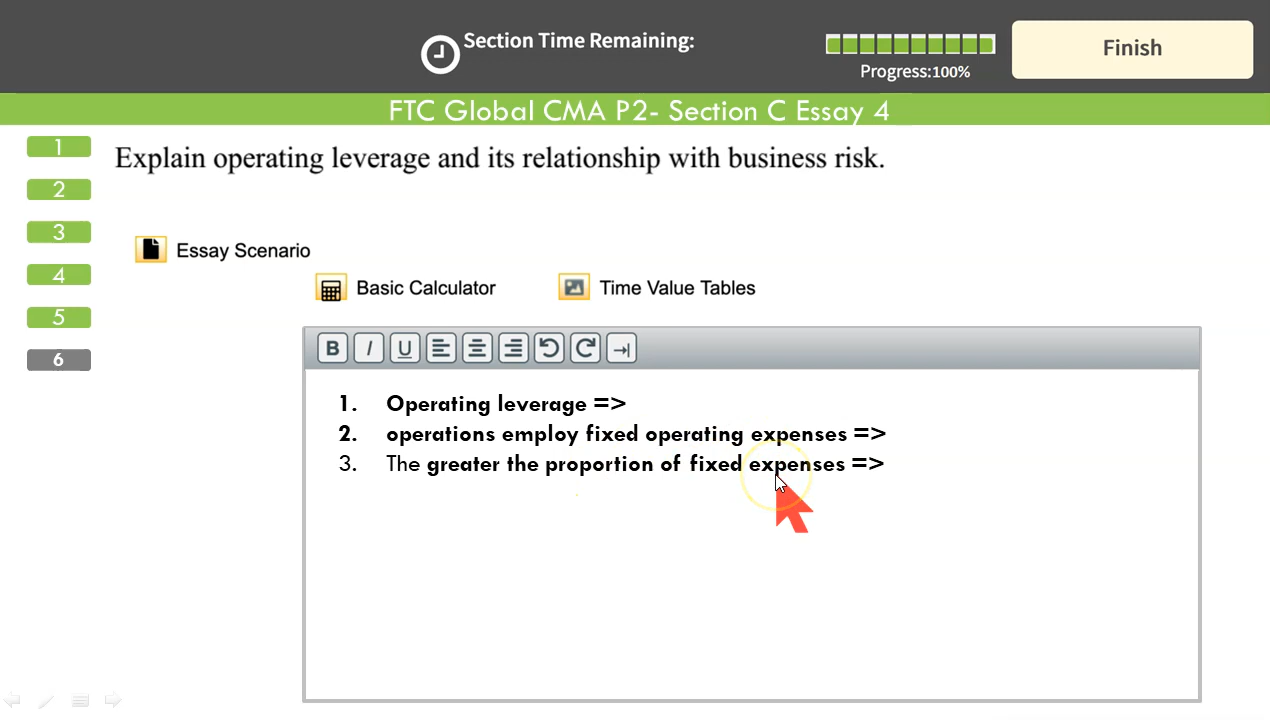 Section Time Remaining:
Progress:100%
Finish
FTC Global CMA P2- Section C Essay 4
1
2
3
4
5
6
Explain operating leverage and its relationship with business risk.
Essay Scenario
Basic Calculator
Time Value Tables
B I U
1. Operating leverage =>
2. operations employ fixed operating expenses =>
3. The greater the proportion of fixed expenses =>